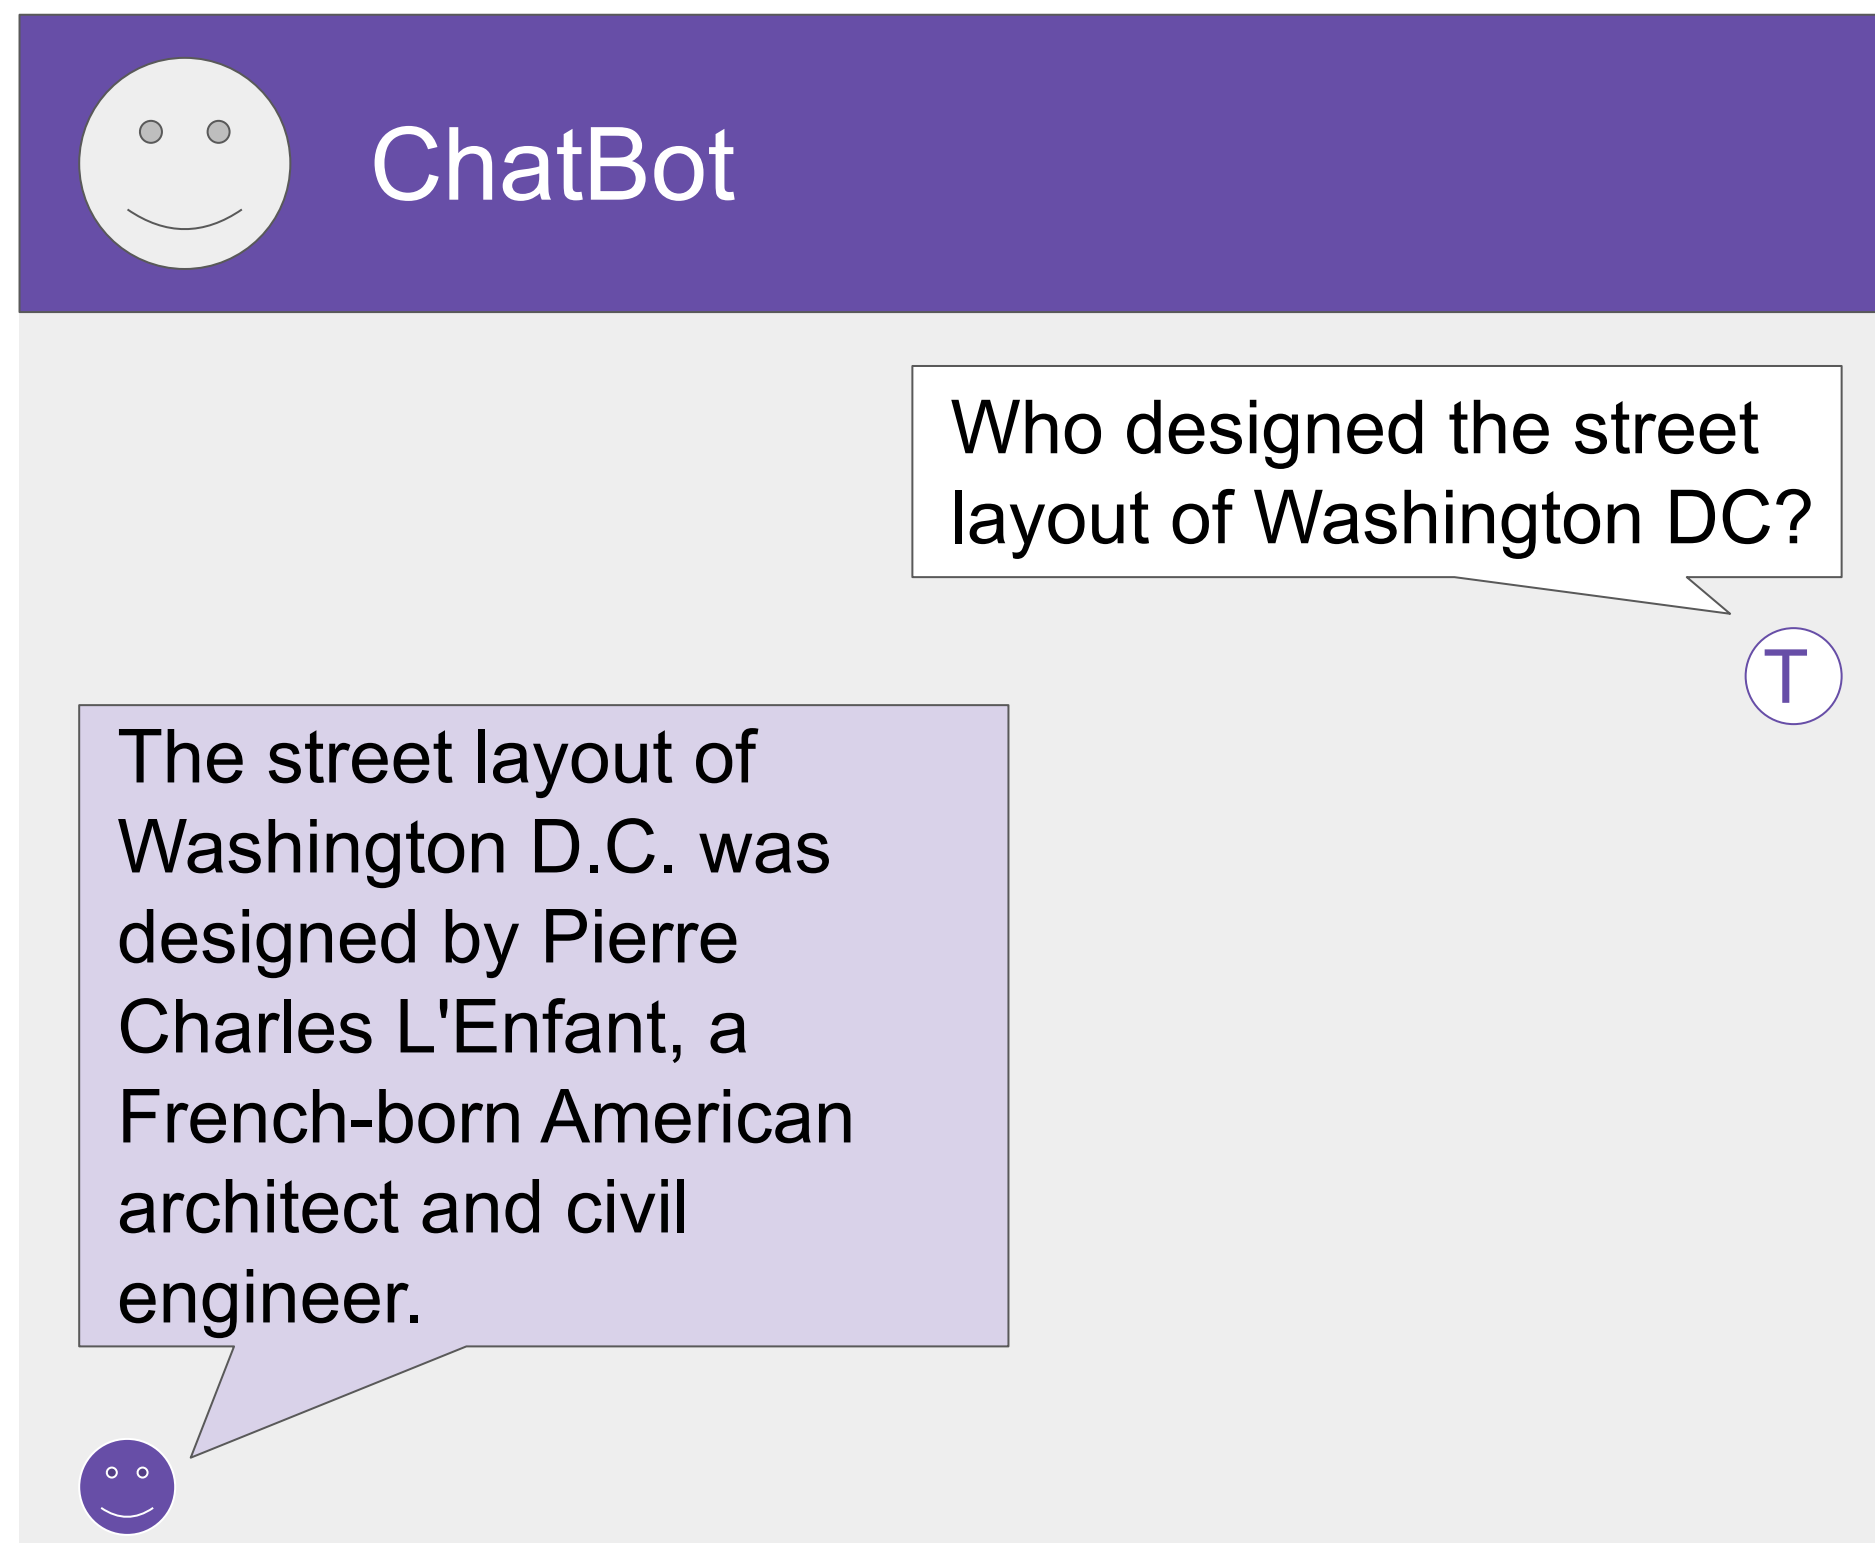 ChatBot
Who designed the street
layout of Washington DC?
T
The street layout of
Washington D.C. was
designed by Pierre
Charles L'Enfant, a
French-born American
architect and civil
engineer.